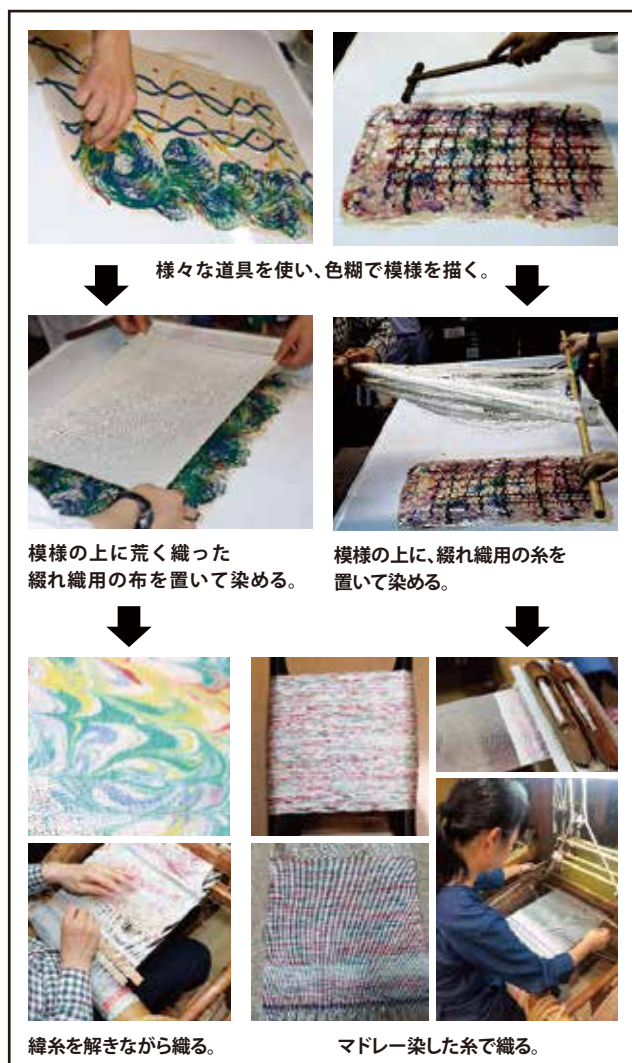 様々な道具を使い、色糊で模様を描く。
模様の上に荒く織った
綴れ織用の布を置いて染める。
模様の上に、綴れ織用の糸を
置いて染める。
緯糸を解きながら織る。
マドレー染した糸で織る。